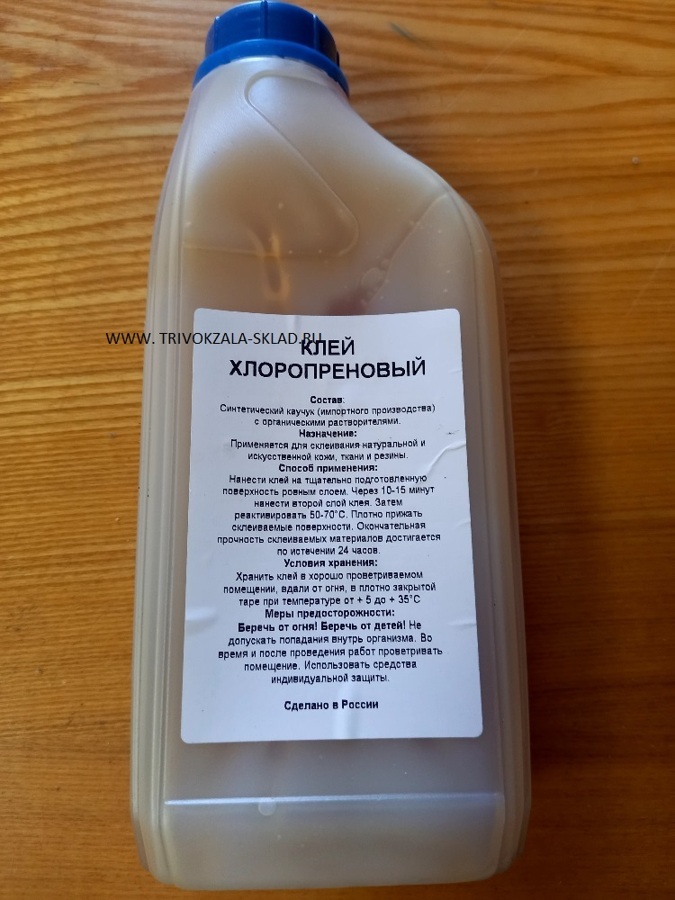 WWW. TRIVOKZALA-SKLAD.RU
КЛЕЙ
ХЛОРОПРЕНОВЫЙ
Состав:
Синтетический каучук (импортного производства)
с органическими растворителями.
Назначение:
Применяется для склеивания натуральной и
искусственной кожи, ткани и резины.
Способ применения:
Нанести клей на тщательно подготовленную
поверхность ровным слоем. Через 10-15 минут
нанести второй слой клея. Затем
реактивировать 50-70°С. Плотно прижать
склеиваемые поверхности. Окончательная
прочность склеиваемых материалов достигается
по истечении 24 часов.
Условия хранения:
Хранить клей в хорошо проветриваемом
помещении, вдали от огня, в плотно закрытой
таре при температуре от + 5 до + 35°С
Меры предосторожности:
Беречь от огня! Беречь от детей! Не
допускать попадания внутрь организма. Во
время и после проведения работ проветривать
помещение. Использовать средства
индивидуальной защиты.
Сделано в России